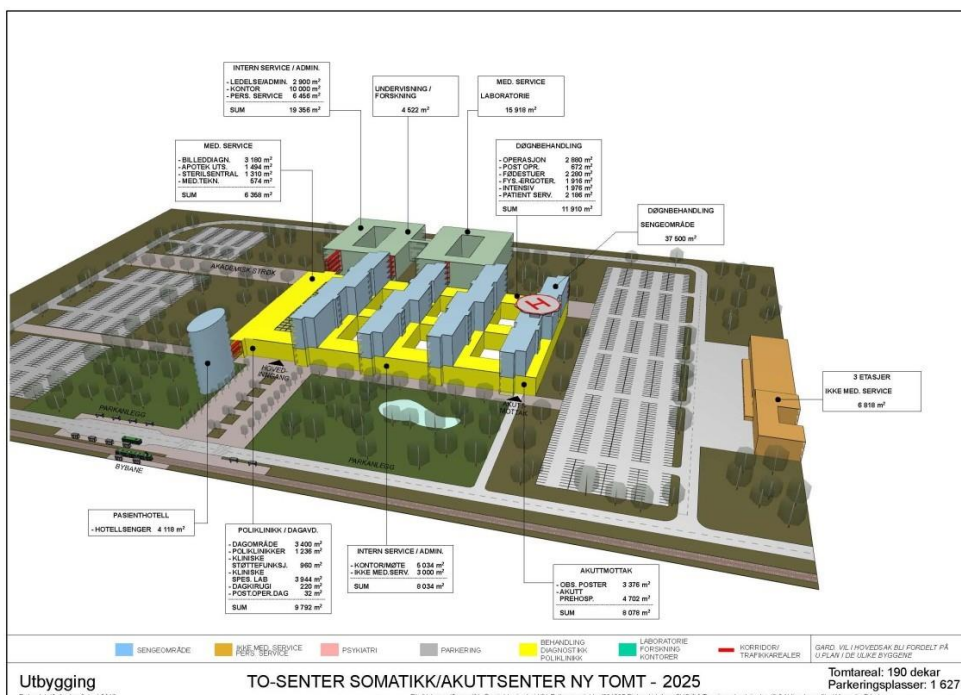 INTERN SERVICE / ADMIN.
- LEDELSE/ADMIN. 2 900 m²
- KONTOR 10 000 m²
- PERS. SERVICE 6 456 m²
SUM 19 356 m²
UNDERVISNING /
FORSKNING
4 522 m²
MED. SERVICE
LABORATORIE
15 918 m²
MED. SERVICE
- BILLEDDIAGN. 3 180 m²
- APOTEK UTS. 1 494 m²
- STERILSENTRAL 1 310 m²
- MED.TEKN. 574 m²
SUM 6 358 m²
DØGNBEHANDLING
- OPERASJON 2 880 m²
- POST OPR. 672 m²
- FØDESTUER 2 280 m²
- FYS.-ERGOTER. 1 916 m²
- INTENSIV 1 976 m²
- PATIENT SERV. 2 186 m²
SUM 11 910 m²
DØGNBEHANDLING
SENGEOMRÅDE
37 500 m²
AKADEMISK STRØK
H
HOVED-
INNGANG
AKUTT
MOTTAK
3 ETASJER
IKKE MED. SERVICE
6 818 m²
PARKANLEGG
BYBANE
PARKANLEGG
PASIENTHOTELL
- HOTELLSENGER 4 118 m²
POLIKLINIKK / DAGAVD.
- DAGOMRÅDE 3 400 m²
- POLIKLINIKKER 1 236 m²
- KLINISKE
STØTTEFUNKSJ. 960 m²
- KLINISKE
SPES. LAB 3 944 m²
- DAGKIRUGI 220 m²
- POST.OPER.DAG 32 m²
SUM 9 792 m²
INTERN SERVICE / ADMIN.
- KONTOR/MØTE 5 034 m²
- IKKE MED.SERV. 3 000 m²
SUM 8 034 m²
AKUTTMOTTAK
- OBS. POSTER 3 376 m²
- AKUTT
PREHOSP. 4 702 m²
SUM 8 078 m²
SENGEOMRÅDE
IKKE MED. SERVICE
PERS. SERVICE
PSYKIATRI
PARKERING
BEHANDLING
DIAGNOSTIKK
POLIKLINIKK
LABORATORIE
FORSKNING
KONTORER
KORRIDOR/
TRAFIKKAREALER
GARD. VIL I HOVEDSAK BLI FORDELT PÅ
U.PLAN I DE ULIKE BYGGENE
Utbygging
TO-SENTER SOMATIKK/AKUTTSENTER NY TOMT - 2025
Tomtareal: 190 dekar
Parkeringsplasser: 1 627